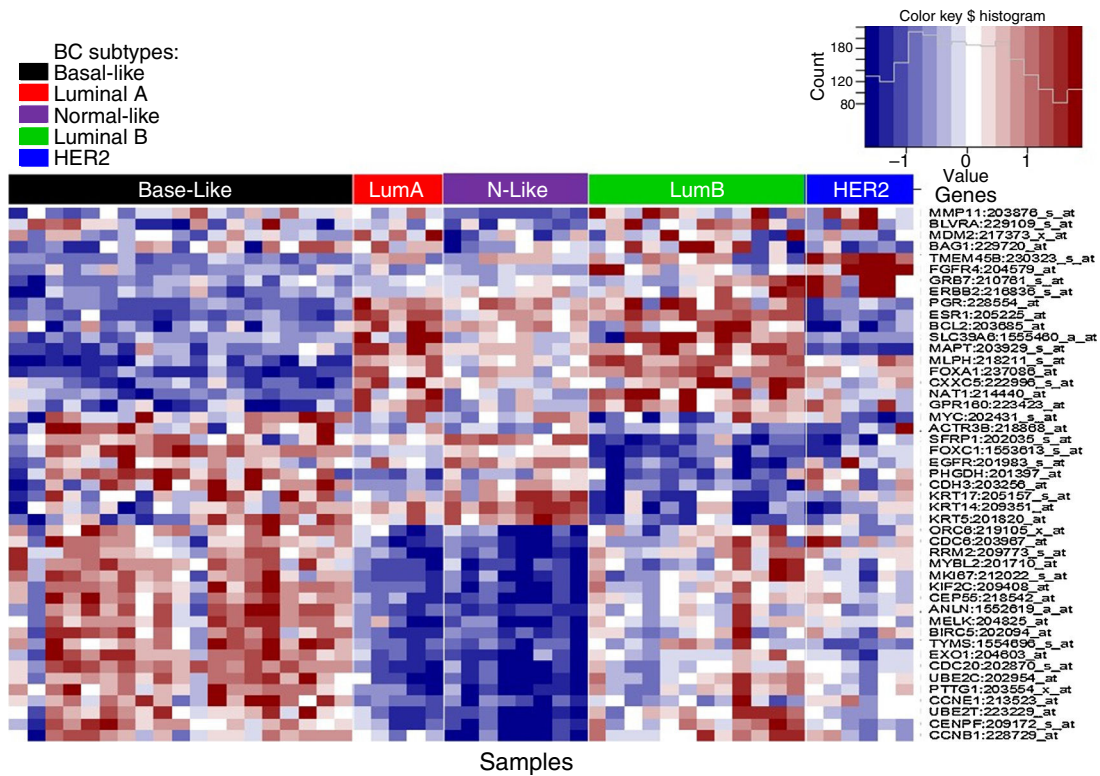 Color key $ histogram
BC subtypes:
Basal-like
Luminal A
Normal-like
Luminal B
HER2
Count
180
120
80
−1 0 1
Value
Base-Like LumA N-Like LumB HER2
Genes
MMP11:203876_s_at
BLVRA:229109_s_at
MDM2:217373_x_at
BAG1:229720_at
TMEM45B:230323_s_at
FGFR4:204579_at
GRB7:210761_s_at
ERBB2:216836_s_at
PGR:228554_at
ESR1:205225_at
BCL2:203685_at
SLC39A6:1555460_a_at
MAPT:203929_s_at
MLPH:218211_s_at
FOXA1:237086_at
CXXC5:222996_s_at
NAT1:214440_at
GPR160:223423_at
MYC:202431_s_at
ACTR3B:218868_at
SFRP1:202035_s_at
FOXC1:1553613_s_at
EGFR:201983_s_at
PHGDH:201397_at
CDH3:203256_at
KRT17:205157_s_at
KRT14:209351_at
KRT5:201820_at
ORC6:219105_x_at
CDC6:203967_at
RRM2:209773_s_at
MYBL2:201710_at
MKI67:212022_s_at
KIF2C:209408_at
CEP55:218542_at
ANLN:1552619_a_at
MELK:204825_at
BIRC5:202094_at
TYMS:1554696_s_at
EXO1:204603_at
CDC20:202870_s_at
UBE2C:202954_at
PTTG1:203554_x_at
CCNE1:213523_at
UBE2T:223229_at
CENPF:209172_s_at
CCNB1:228729_at
Samples